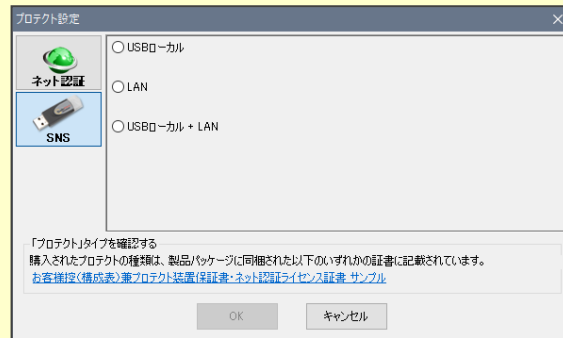 プロテクト設定
ネット認証
SNS
USBローカル
LAN
USBローカル + LAN
「プロテクト」タイプを確認する
購入されたプロテクトの種類は、製品パッケージに同梱された以下のいずれかの証書に記載されています。
お客様控(構成表)兼プロテクト装置保証書・ネット認証ライセンス証書 サンプル
OK
キャンセル